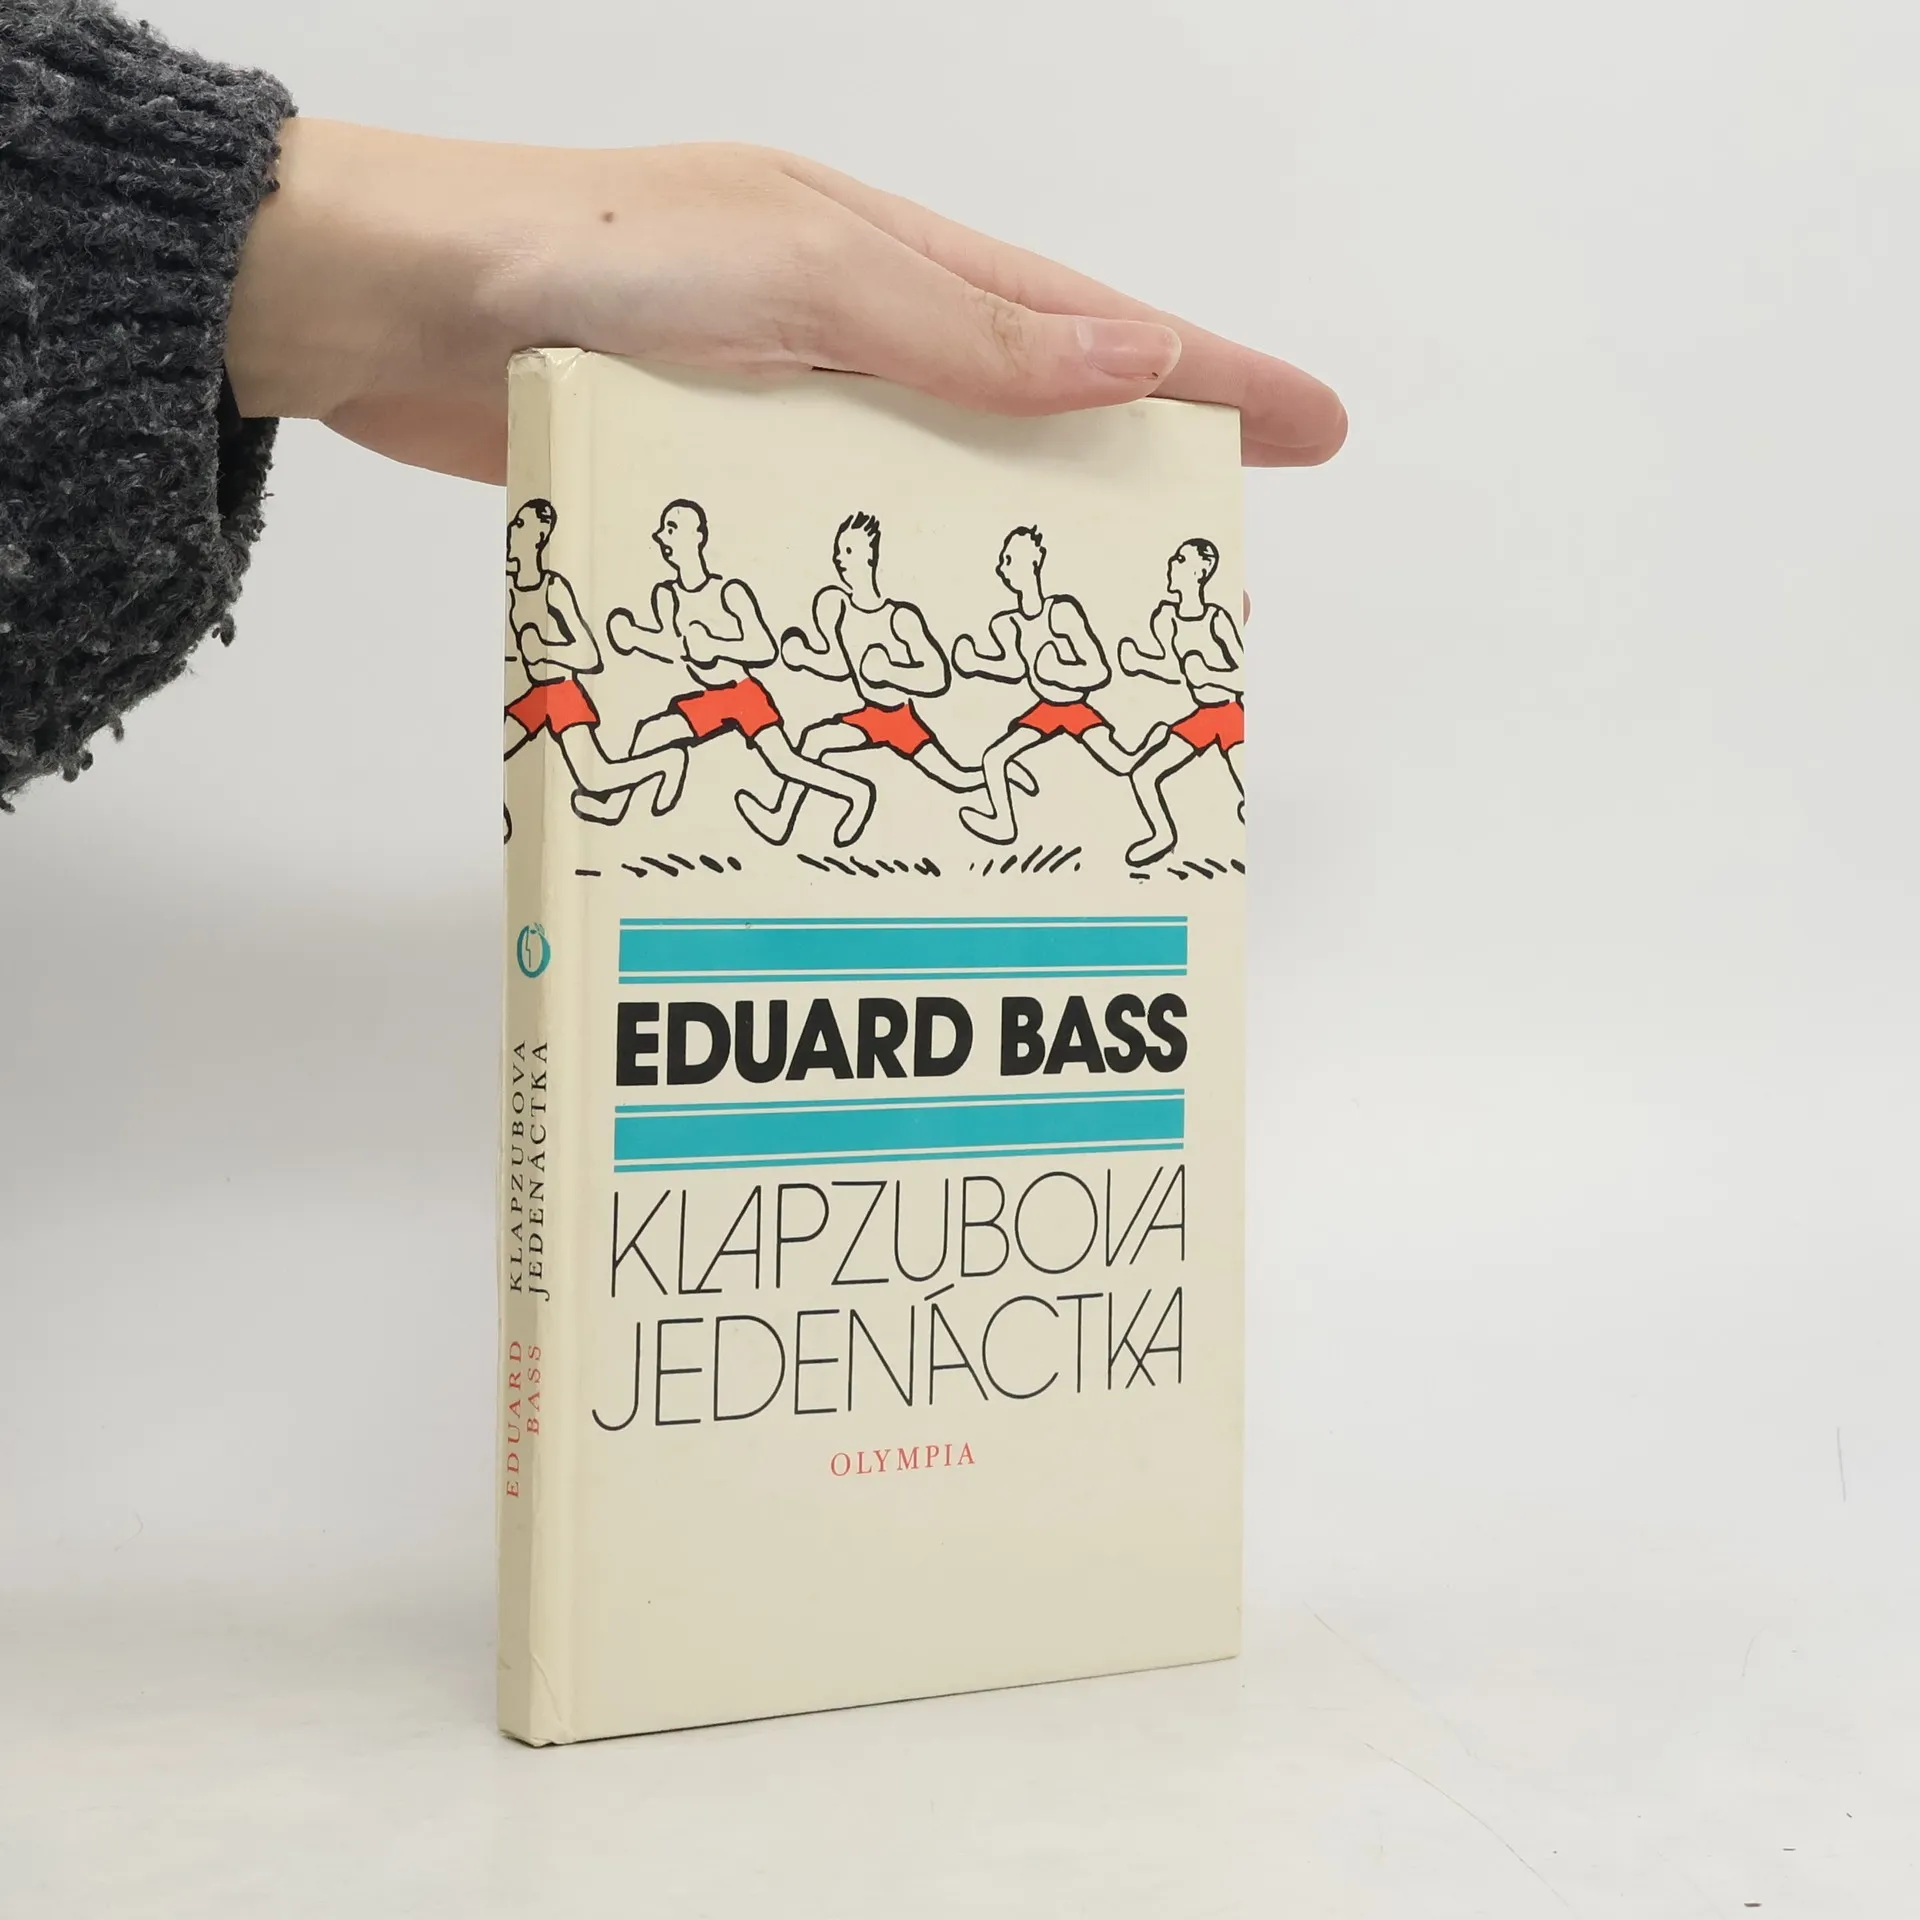 EDUARD BASS
KLAPZUBOVA
JEDENÁCTKA
OLYMPIA
EDUARD
BASS
KLAPZUBOVA
JEDENÁCTKA